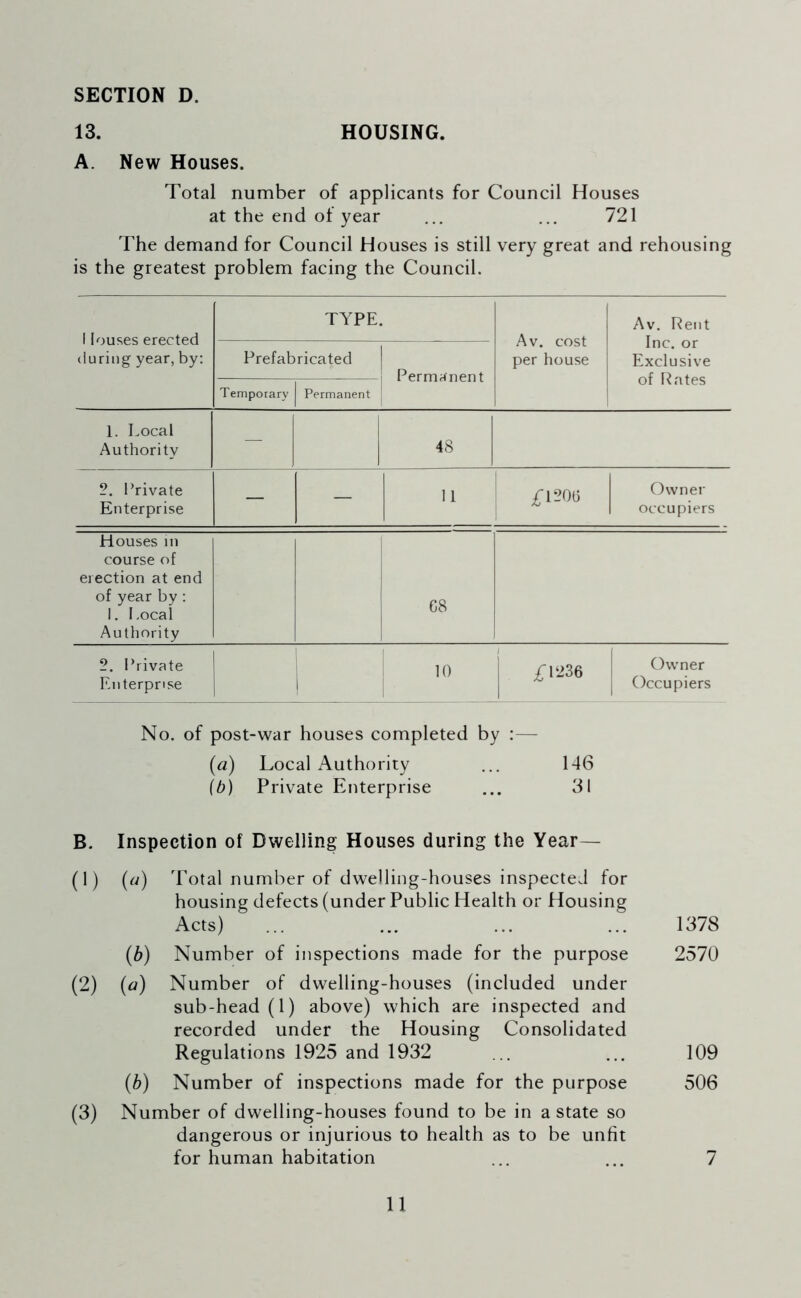 SECTION D.
13. HOUSING.
A. New Houses.
Total number of applicants for Council Houses
at the end of year ... ... 721
The demand for Council Houses is still very great and rehousing
is the greatest problem facing the Council.
Houses erected during year, by: | TYPE. | Av. cost per house | Av. Rent Inc. or Exclusive of Rates
Prefabricated | Permanent
Temporary | Permanent
1. Local Authority | — | | 48
2. Private Enterprise | — | — | 11 | £1206 | Owner occupiers
Houses in course of erection at end of year by : 1. Local Authority | | | 68
2. Private Enterprise | | | 10 | £1236 | Owner Occupiers
No. of post-war houses completed by :—
(a) Local Authority ... 146
(b) Private Enterprise ... 31
B. Inspection of Dwelling Houses during the Year—
(1) (a) Total number of dwelling-houses inspected for
housing defects (under Public Health or Housing
Acts) ... ... ... ... 1378
(b) Number of inspections made for the purpose 2570
(2) (a) Number of dwelling-houses (included under
sub-head (1) above) which are inspected and
recorded under the Housing Consolidated
Regulations 1925 and 1932 ... ... 109
(b) Number of inspections made for the purpose 506
(3) Number of dwelling-houses found to be in a state so
dangerous or injurious to health as to be unfit
for human habitation ... ... 7
11